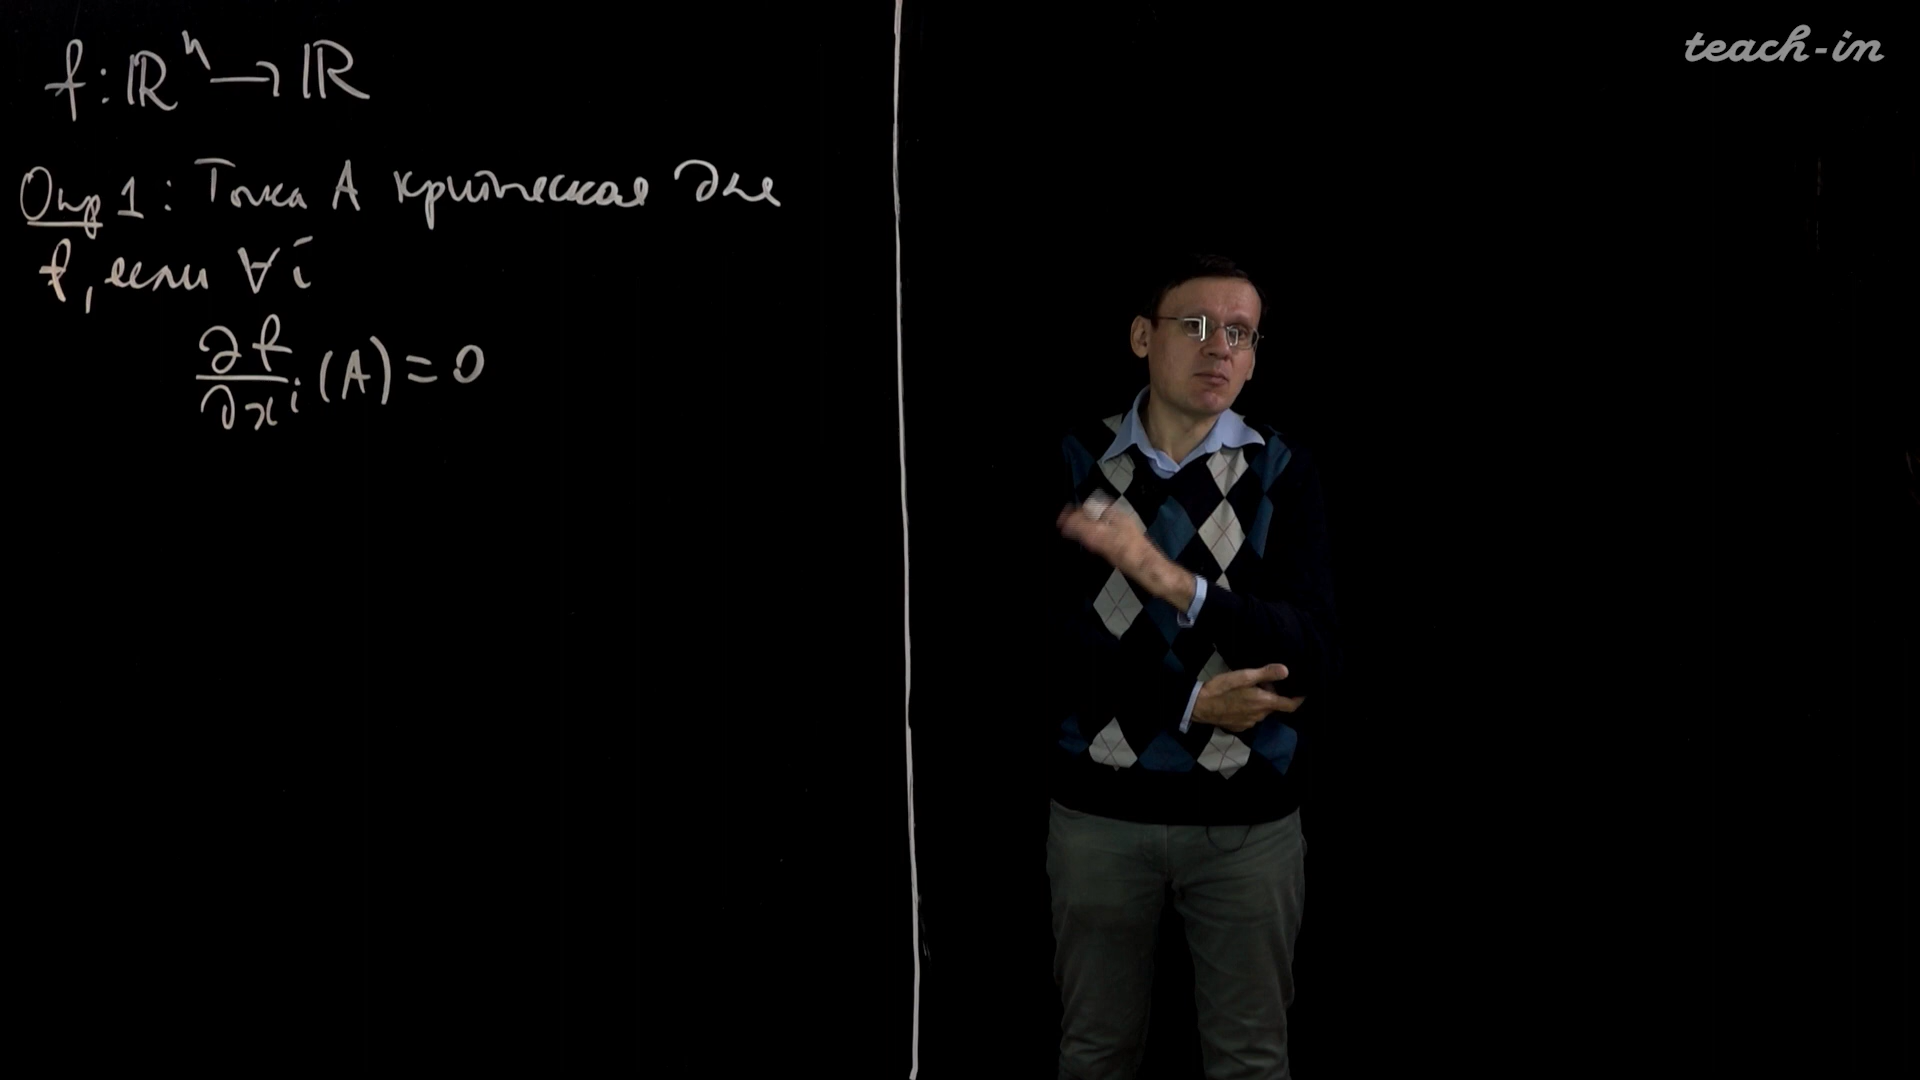 f : ℝⁿ → ℝ
Опр 1 : Точка A критическая для
f, если ∀ i
∂f/∂xⁱ (A) = 0
teach-in